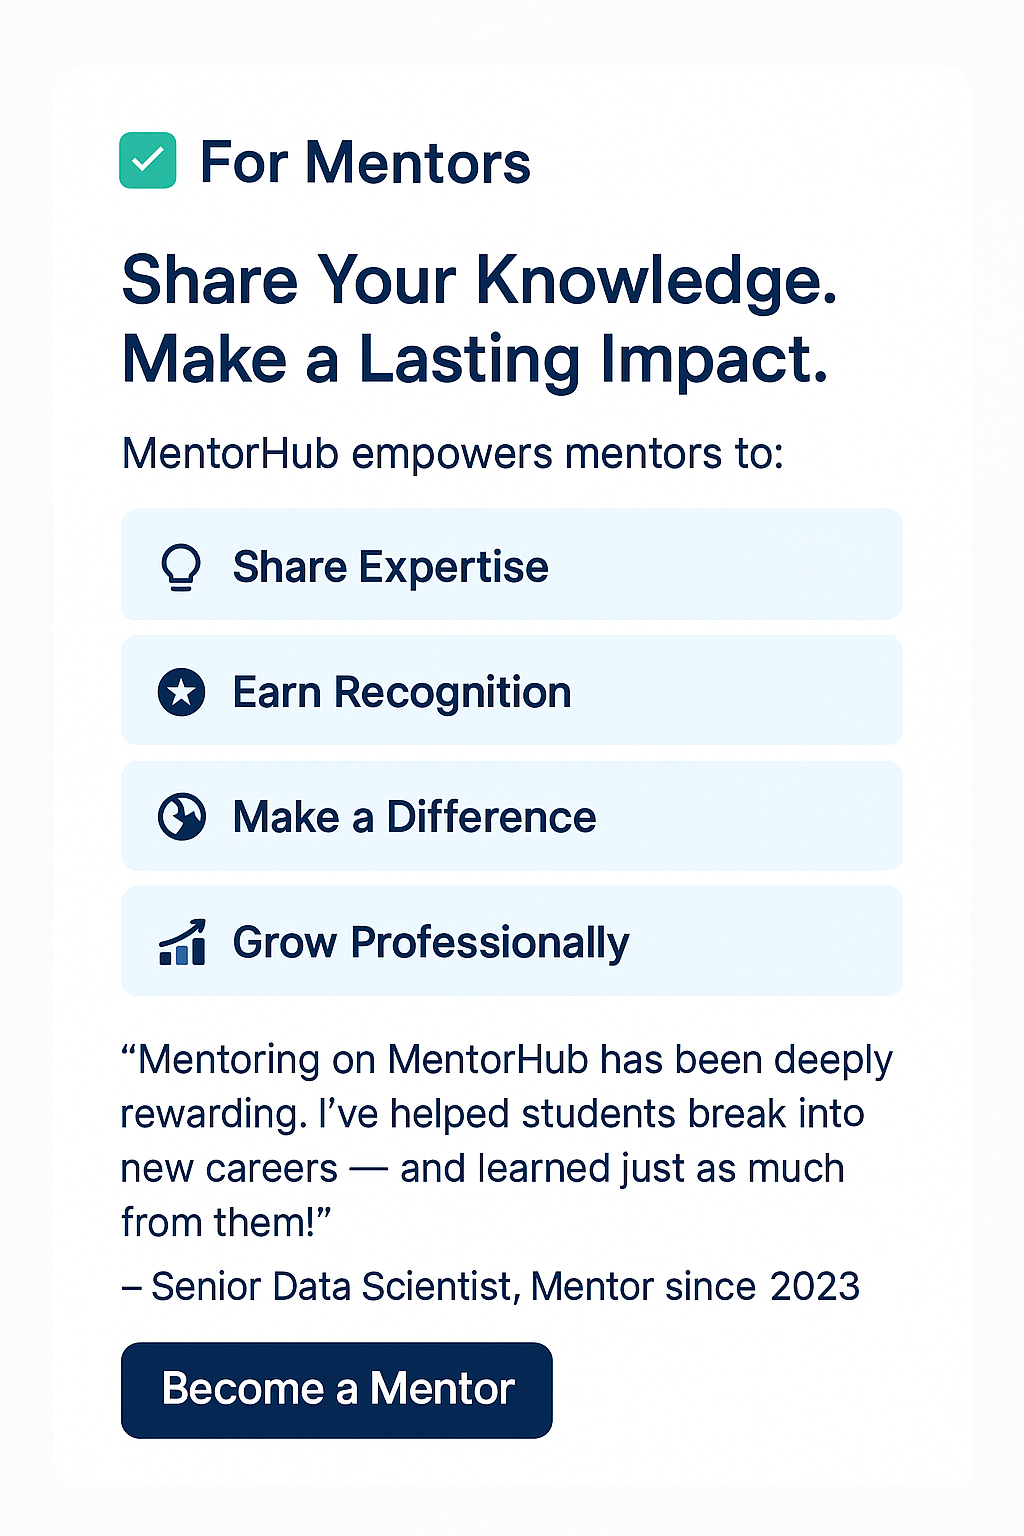 For Mentors
Share Your Knowledge.
Make a Lasting Impact.
MentorHub empowers mentors to:
Share Expertise
Earn Recognition
Make a Difference
Grow Professionally
“Mentoring on MentorHub has been deeply
rewarding. I’ve helped students break into
new careers — and learned just as much
from them!”
– Senior Data Scientist, Mentor since 2023
Become a Mentor